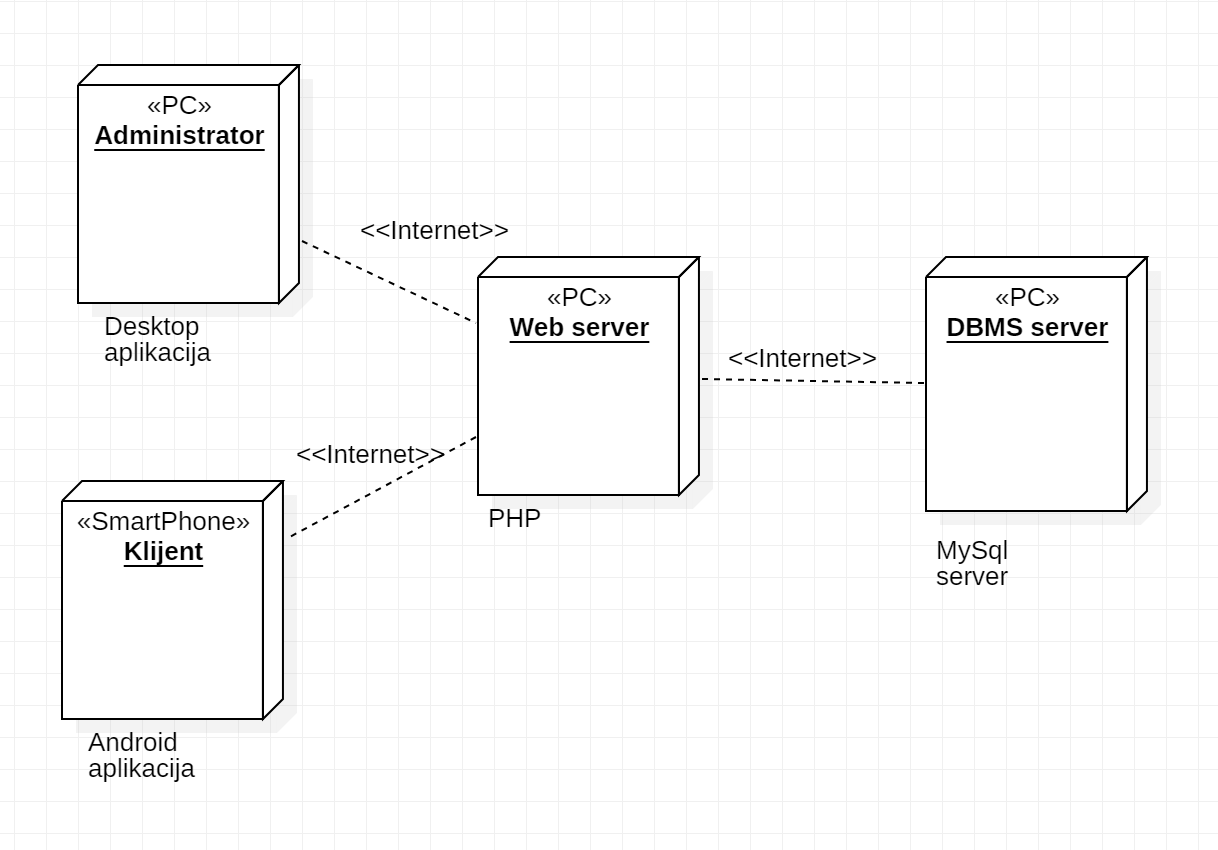 «PC»
Administrator
Desktop
aplikacija
<<Internet>>
«PC»
Web server
PHP
<<Internet>>
«PC»
DBMS server
MySql
server
<<Internet>>
«SmartPhone»
Klijent
Android
aplikacija